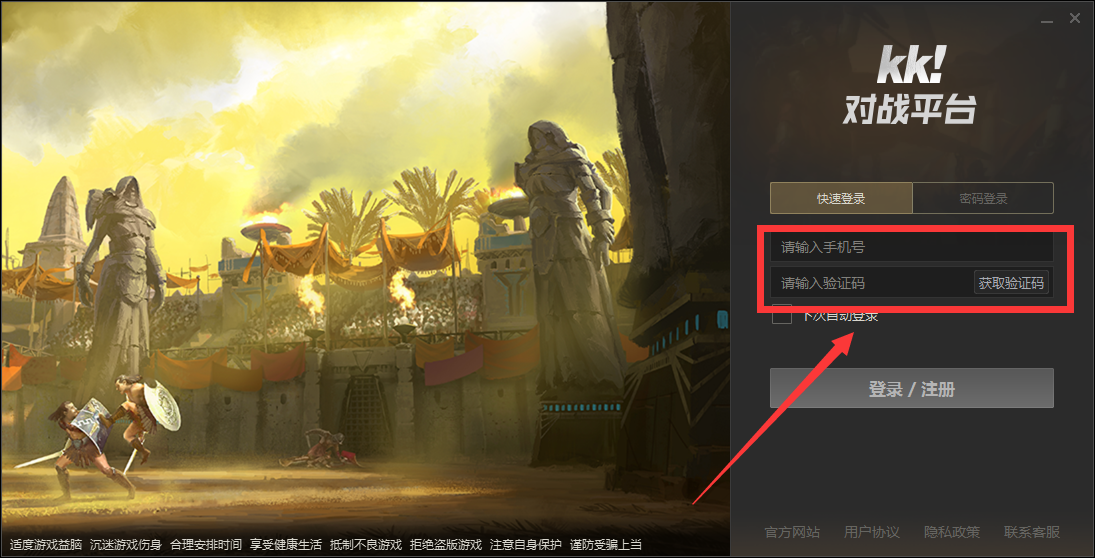 kk!
对战平台
快速登录 密码登录
请输入手机号
请输入验证码 获取验证码
下次自动登录
登录 / 注册
官方网站 用户协议 隐私政策 联系客服
适度游戏益脑 沉迷游戏伤身 合理安排时间 享受健康生活 抵制不良游戏 拒绝盗版游戏 注意自身保护 谨防受骗上当